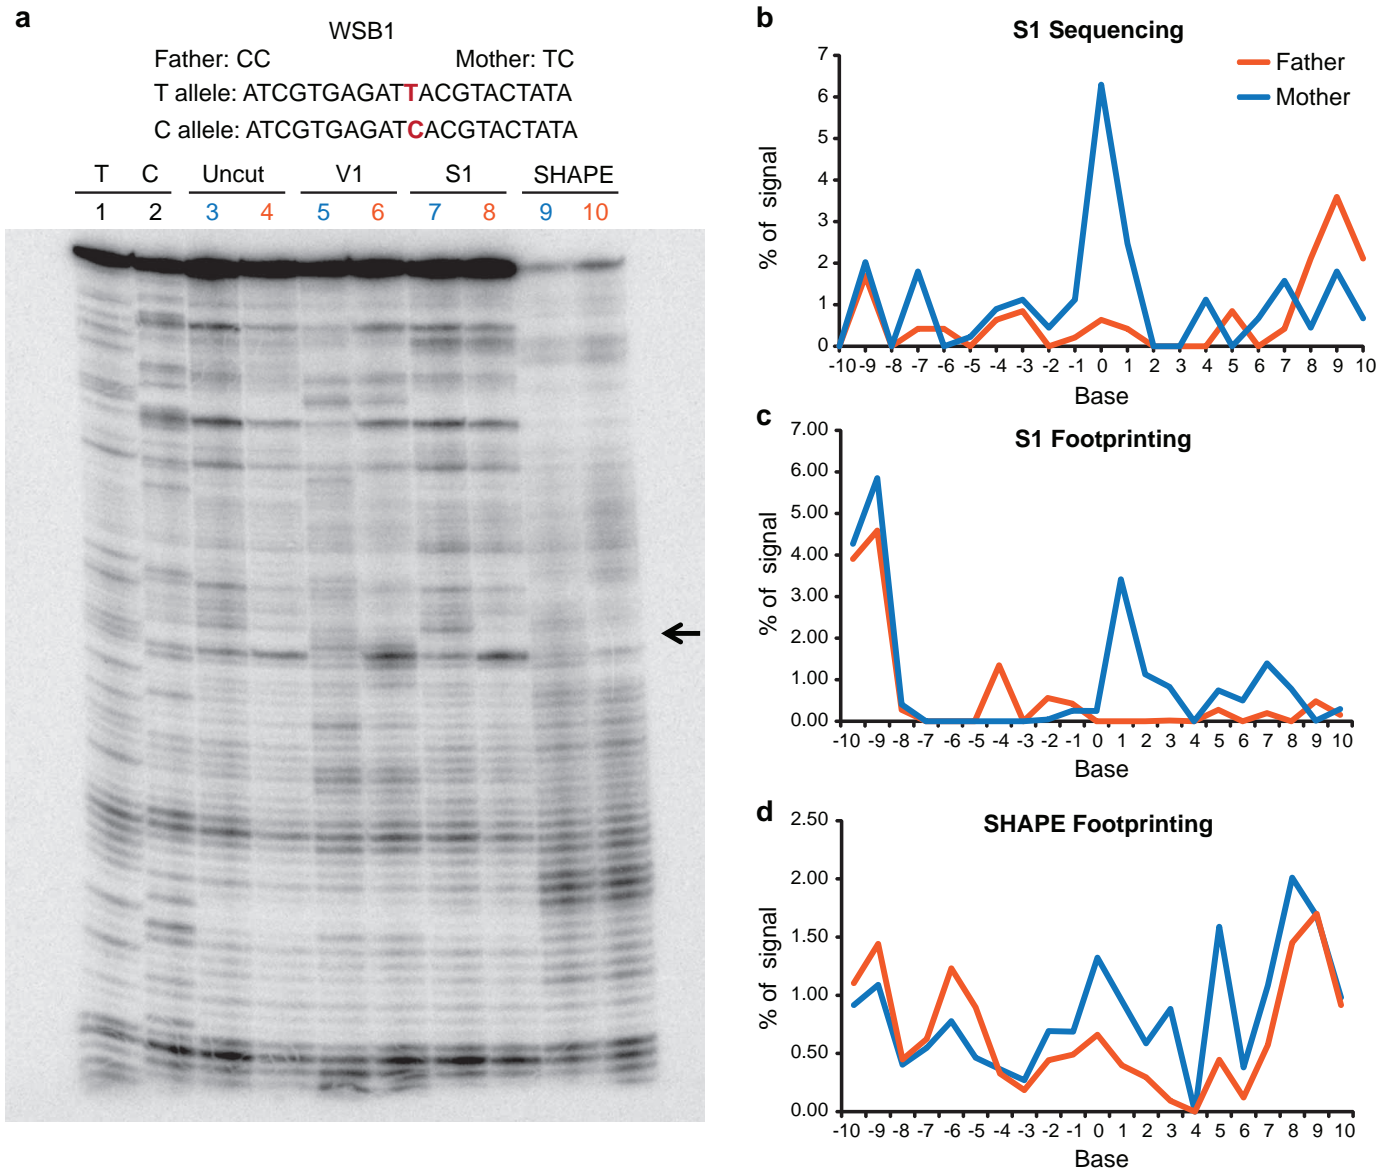 a
WSB1
Father: CC Mother: TC
T allele: ATCGTGAGATTACGTACTATA
C allele: ATCGTGAGATCACGTACTATA
T C Uncut V1 S1 SHAPE
1 2 3 4 5 6 7 8 9 10
b
S1 Sequencing
Father
Mother
% of signal
7
6
5
4
3
2
1
0
-10 -9 -8 -7 -6 -5 -4 -3 -2 -1 0 1 2 3 4 5 6 7 8 9 10
Base
c
S1 Footprinting
% of signal
7.00
6.00
5.00
4.00
3.00
2.00
1.00
0.00
-10 -9 -8 -7 -6 -5 -4 -3 -2 -1 0 1 2 3 4 5 6 7 8 9 10
Base
d
SHAPE Footprinting
% of signal
2.50
2.00
1.50
1.00
0.50
0.00
-10 -9 -8 -7 -6 -5 -4 -3 -2 -1 0 1 2 3 4 5 6 7 8 9 10
Base